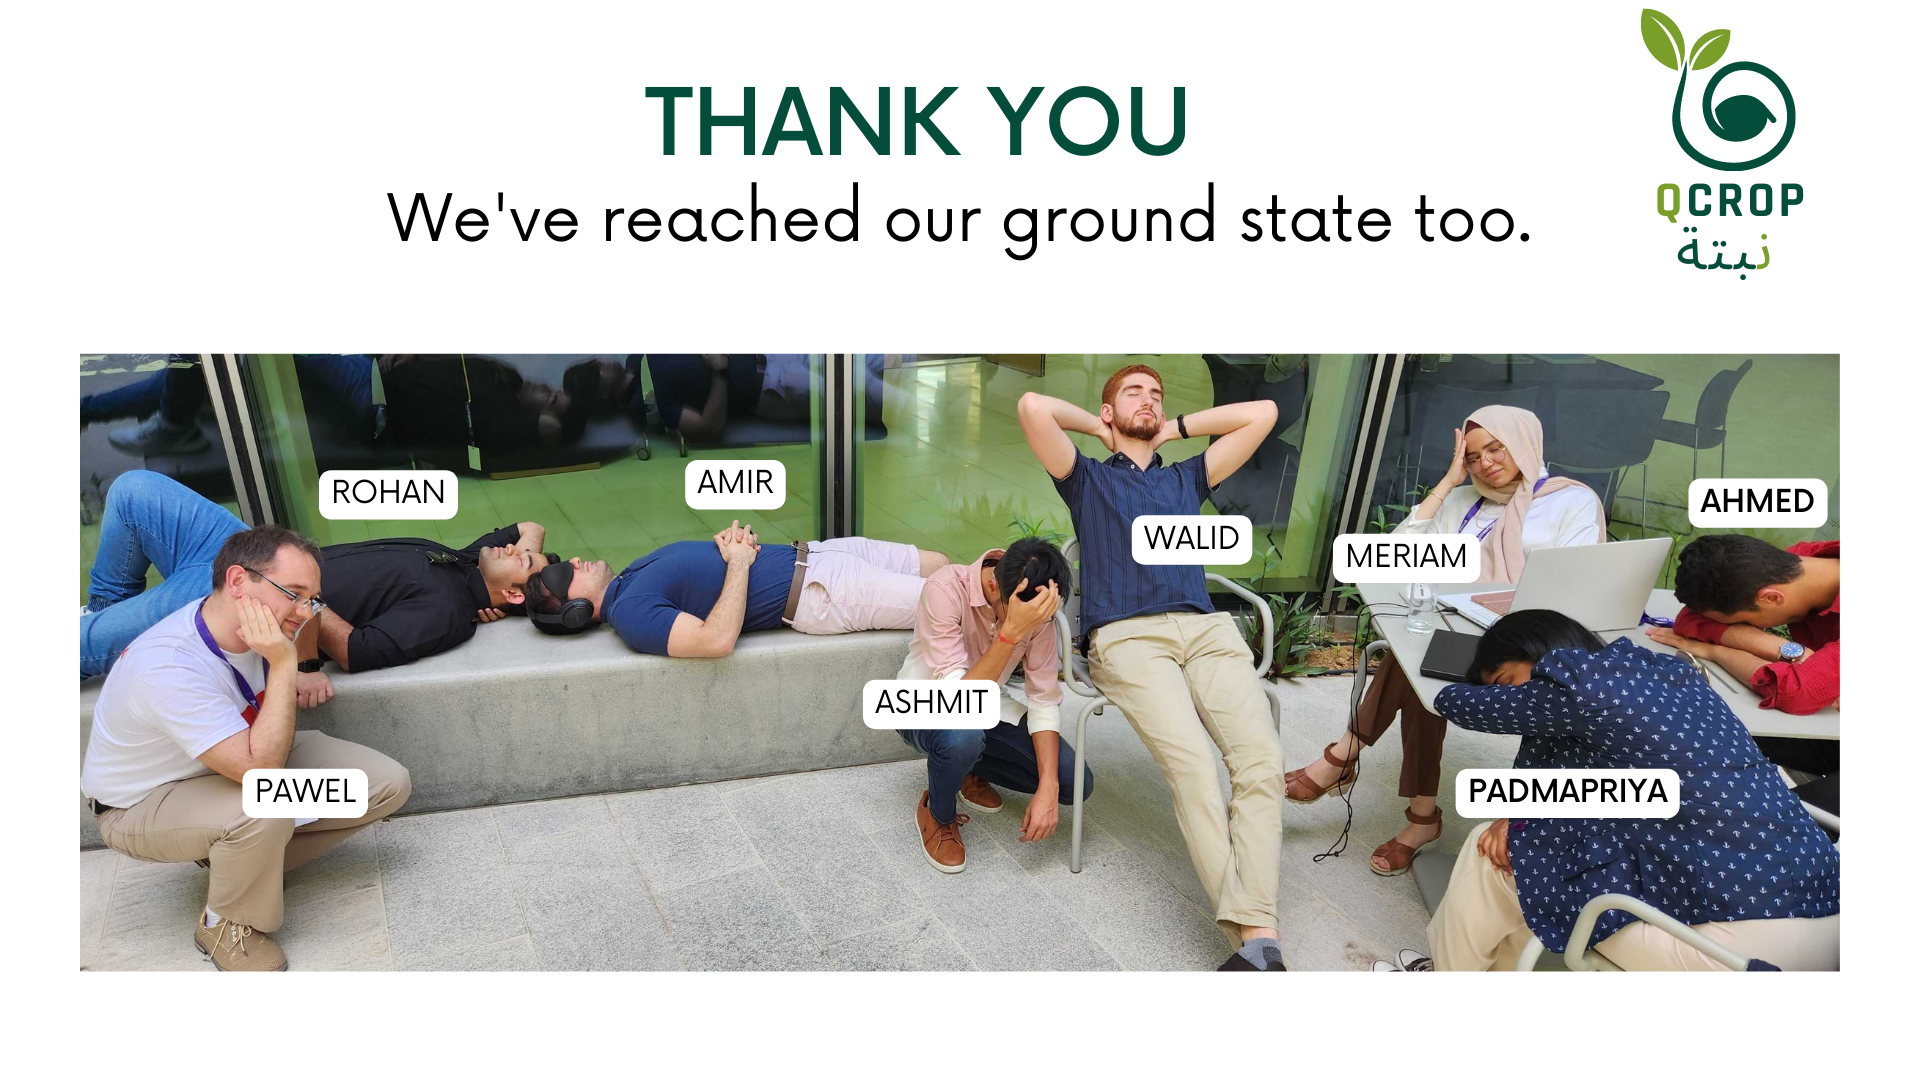 THANK YOU
We've reached our ground state too.
QCROP
نبتة
ROHAN
AMIR
WALID
MERIAM
AHMED
ASHMIT
PAWEL
PADMAPRIYA